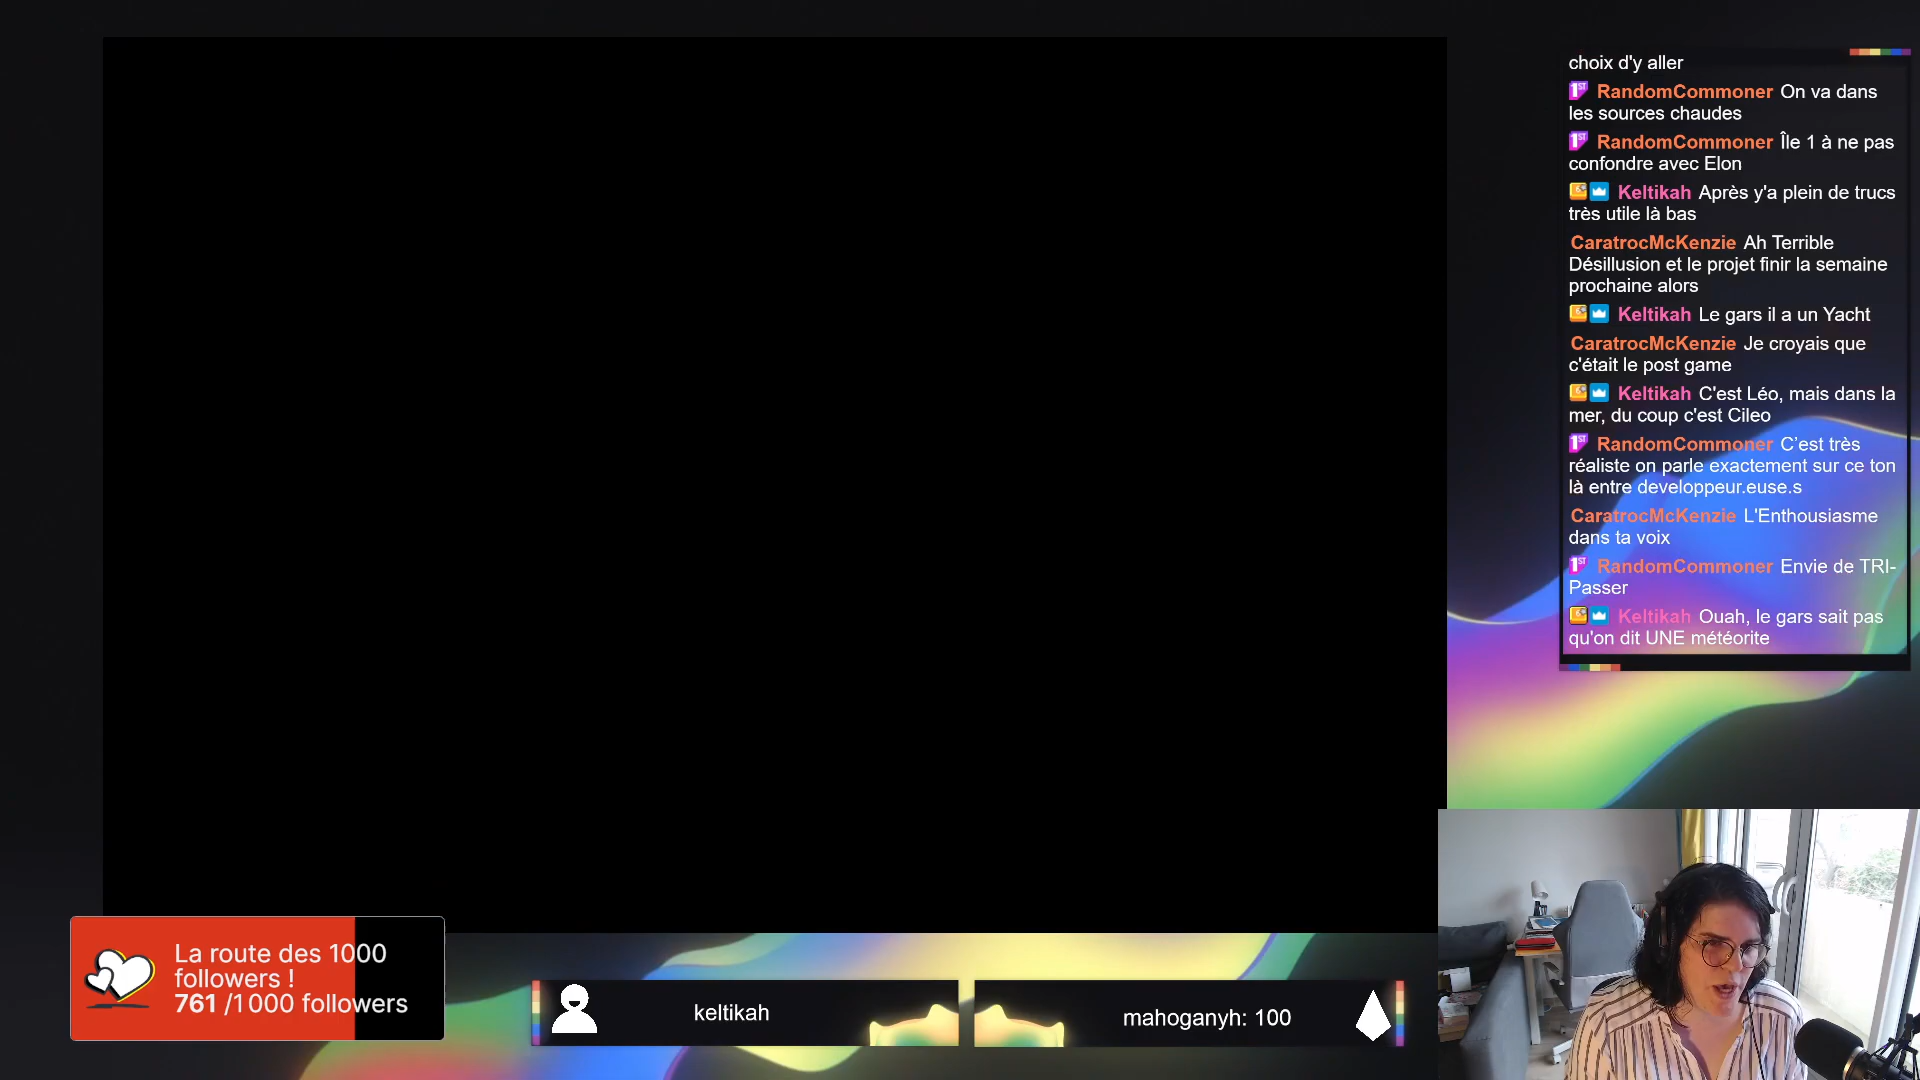 choix d'y aller
RandomCommoner On va dans
les sources chaudes
RandomCommoner Île 1 à ne pas
confondre avec Elon
Keltikah Après y'a plein de trucs
très utile là bas
CaratrocMcKenzie Ah Terrible
Désillusion et le projet finir la semaine
prochaine alors
Keltikah Le gars il a un Yacht
CaratrocMcKenzie Je croyais que
c'était le post game
Keltikah C'est Léo, mais dans la
mer, du coup c'est Cileo
RandomCommoner C’est très
réaliste on parle exactement sur ce ton
là entre developpeur.euse.s
CaratrocMcKenzie L'Enthousiasme
dans ta voix
RandomCommoner Envie de TRI-
Passer
Keltikah Ouah, le gars sait pas
qu'on dit UNE météorite
La route des 1000
followers !
761 /1 000 followers
keltikah
mahoganyh: 100